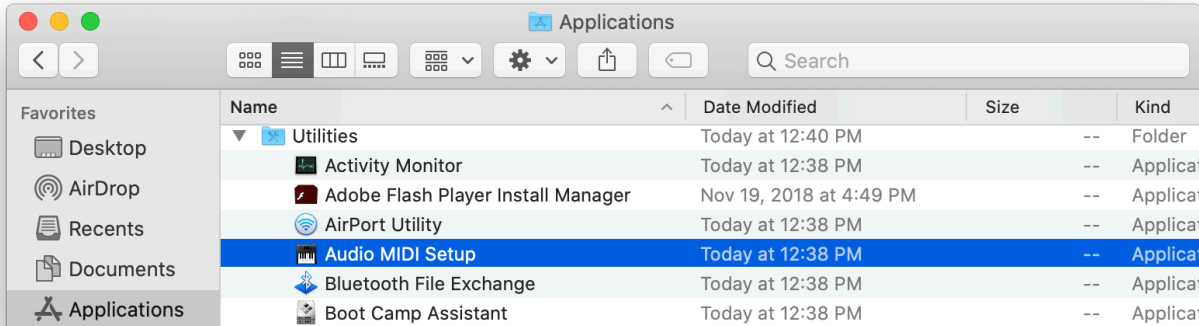 Applications
Search
Favorites
Desktop
AirDrop
Recents
Documents
Applications
Name Date Modified Size Kind
Utilities Today at 12:40 PM -- Folder
Activity Monitor Today at 12:38 PM -- Applicat
Adobe Flash Player Install Manager Nov 19, 2018 at 4:49 PM -- Applicat
AirPort Utility Today at 12:38 PM -- Applicat
Audio MIDI Setup Today at 12:38 PM -- Applicat
Bluetooth File Exchange Today at 12:38 PM -- Applicat
Boot Camp Assistant Today at 12:38 PM -- Applicat